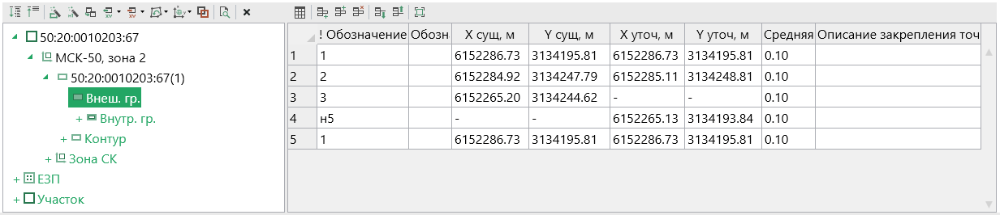 50:20:0010203:67
МСК-50, зона 2
50:20:0010203:67(1)
Внеш. гр.
+ Внутр. гр.
+ Контур
+ Зона СК
+ ЕЗП
+ Участок
! Обозначение Обозн X сущ, м Y сущ, м X уточ, м Y уточ, м Средняя Описание закрепления точ
1 1 6152286.73 3134195.81 6152286.73 3134195.81 0.10
2 2 6152284.92 3134247.79 6152285.11 3134248.81 0.10
3 3 6152265.20 3134244.62 - - 0.10
4 н5 - - 6152265.13 3134193.84 0.10
5 1 6152286.73 3134195.81 6152286.73 3134195.81 0.10